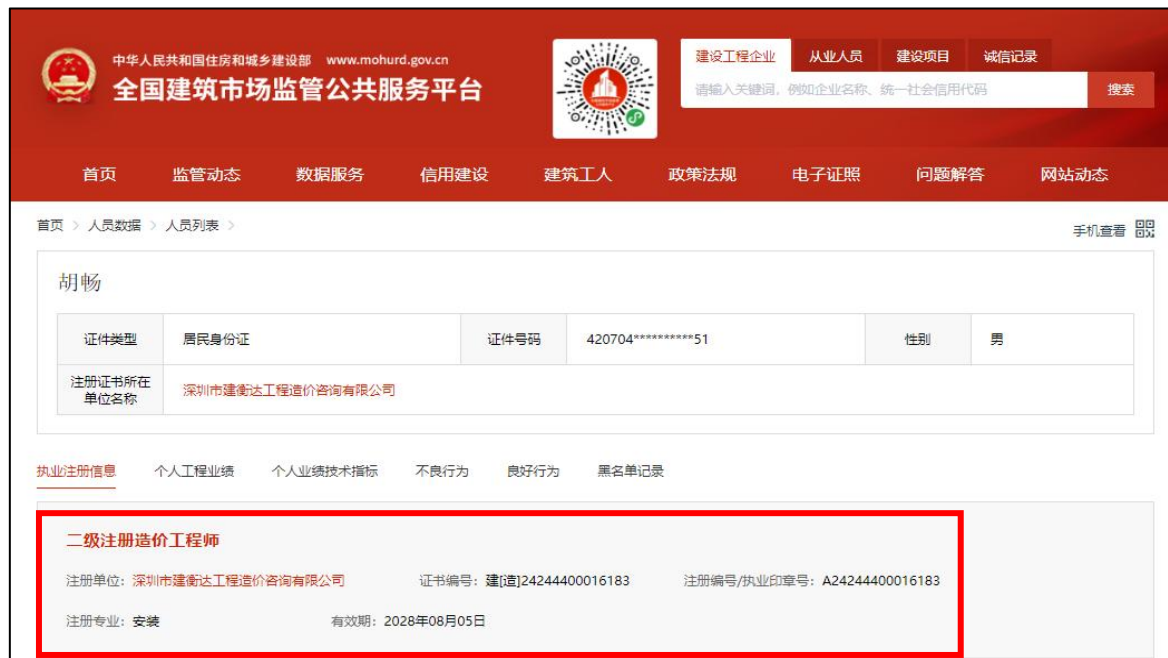 中华人民共和国住房和城乡建设部 www.mohurd.gov.cn
全国建筑市场监管公共服务平台
建设工程企业 从业人员 建设项目 诚信记录
请输入关键词，例如企业名称、统一社会信用代码 搜索
首页 监管动态 数据服务 信用建设 建筑工人 政策法规 电子证照 问题解答 网站动态
首页 > 人员数据 > 人员列表 >
手机查看
胡畅
证件类型 居民身份证 证件号码 420704**********51 性别 男
注册证书所在
单位名称
深圳市建衡达工程造价咨询有限公司
执业注册信息 个人工程业绩 个人业绩技术指标 不良行为 良好行为 黑名单记录
二级注册造价工程师
注册单位：深圳市建衡达工程造价咨询有限公司 证书编号：建[造]24244400016183 注册编号/执业印章号：A24244400016183
注册专业：安装 有效期：2028年08月05日